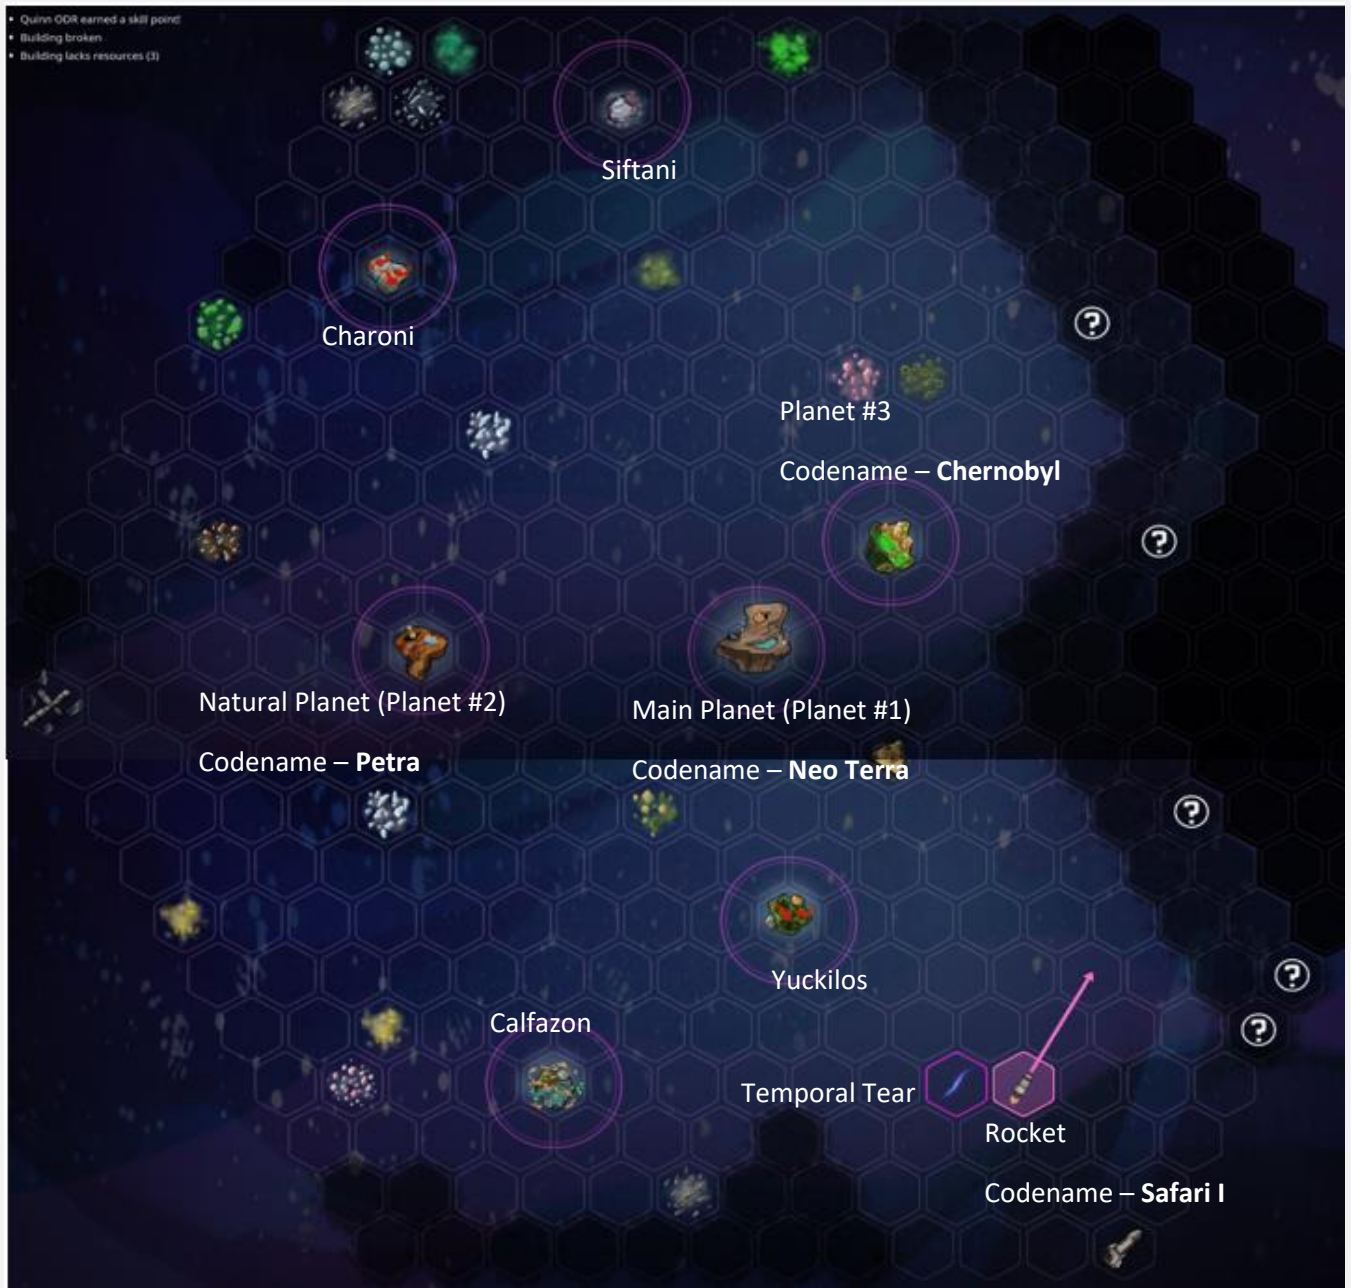 • Quinn ODR earned a skill point!
• Building broken
• Building lacks resources (3)
Siftani
Charoni
?
Planet #3
Codename – Chernobyl
?
Natural Planet (Planet #2)
Codename – Petra
Main Planet (Planet #1)
Codename – Neo Terra
?
Yuckilos
?
Calfazon
?
Temporal Tear
Rocket
Codename – Safari I